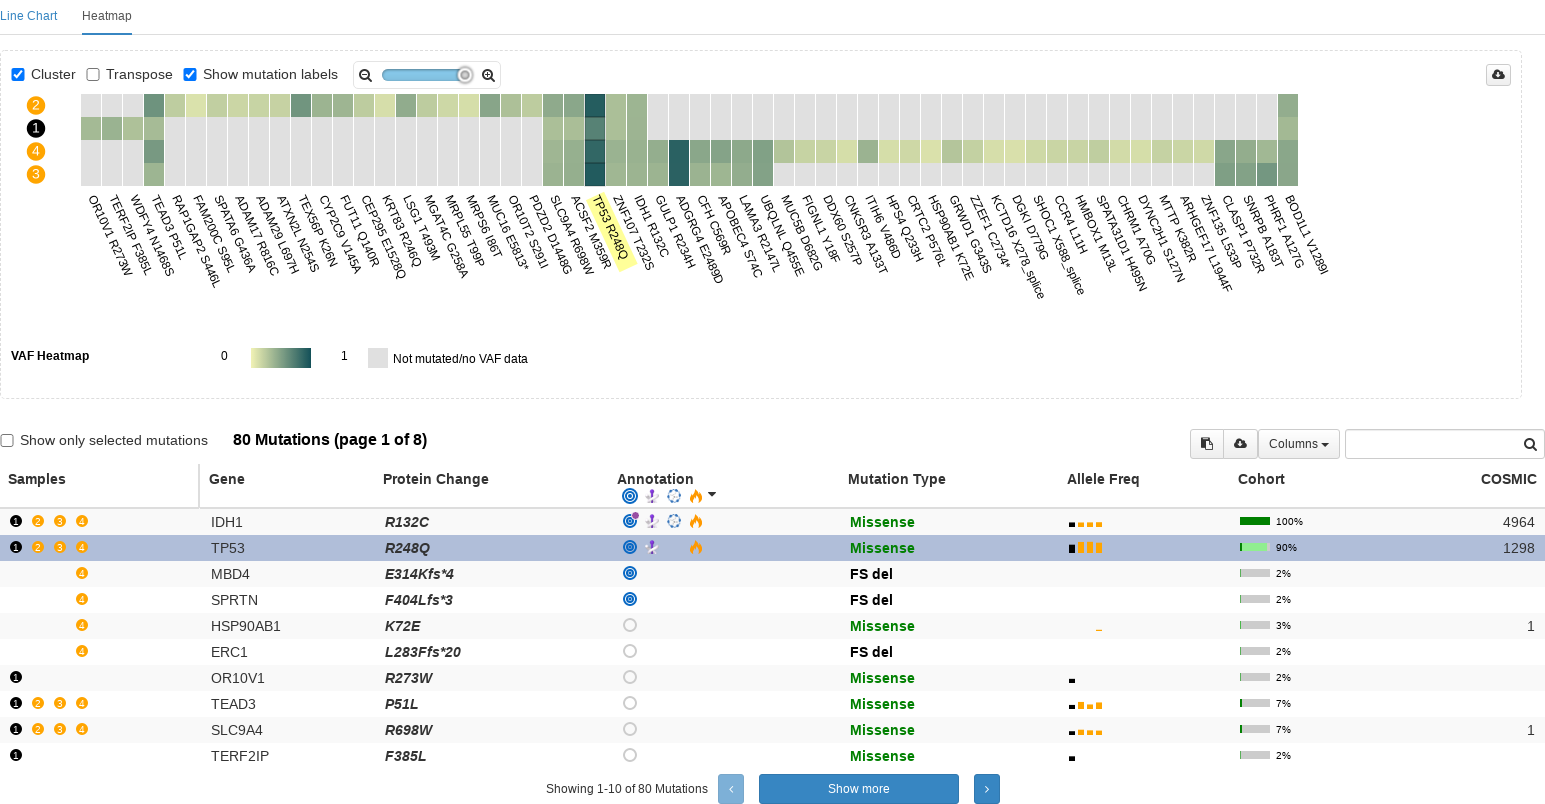 Line Chart Heatmap
Cluster Transpose Show mutation labels
2
1
4
3
OR10V1 R273W
TERF2IP F385L
WDFY4 N1468S
TEAD3 P51L
RAP1GAP2 S446L
FAM200C S95L
SPATA6 G436A
ADAM17 R816C
ADAM29 L697H
ATXN2L N254S
TEX56P K26N
CYP2C9 V145A
FUT11 Q140R
CEP295 E1528Q
KRT83 R246Q
LSG1 T493M
MGAT4C G258A
MRPL55 T99P
MRPS6 I86T
MUC16 E5813*
OR10T2 S291I
PDZD2 D1448G
SLC9A4 R698W
ACSF2 M359R
TP53 R248Q
ZNF107 T232S
IDH1 R132C
GULP1 R234H
ADGRG4 E2489D
CFH C569R
APOBEC4 S74C
LAMA3 R2147L
UBQLNL Q455E
MUC5B D682G
FIGNL1 Y18F
DDX60 S257P
CNKSR3 A133T
ITIH6 V486D
HPS4 Q233H
CRTC2 P576L
HSP90AB1 K72E
GRWD1 G343S
ZZEF1 C2734*
KCTD16 X278_splice
DGKI D779G
SHOC1 X588_splice
CCR4 L11H
HMBOX1 M13L
SPATA31D1 H495N
CHRM1 A70G
DYNC2H1 S127N
MTTP K382R
ARHGEF17 L1944F
ZNF135 L533P
CLASP1 P732R
SNRPB A183T
PHRF1 A127G
BOD1L1 V1289I
VAF Heatmap 0 1 Not mutated/no VAF data
Show only selected mutations 80 Mutations (page 1 of 8) Columns
Samples Gene Protein Change Annotation Mutation Type Allele Freq Cohort COSMIC
1 2 3 4 IDH1 R132C Missense 100% 4964
1 2 3 4 TP53 R248Q Missense 90% 1298
4 MBD4 E314Kfs*4 FS del 2%
4 SPRTN F404Lfs*3 FS del 2%
4 HSP90AB1 K72E Missense 3% 1
4 ERC1 L283Ffs*20 FS del 2%
1 OR10V1 R273W Missense 2%
1 2 3 4 TEAD3 P51L Missense 7%
1 2 3 4 SLC9A4 R698W Missense 7% 1
1 TERF2IP F385L Missense 2%
Showing 1-10 of 80 Mutations Show more